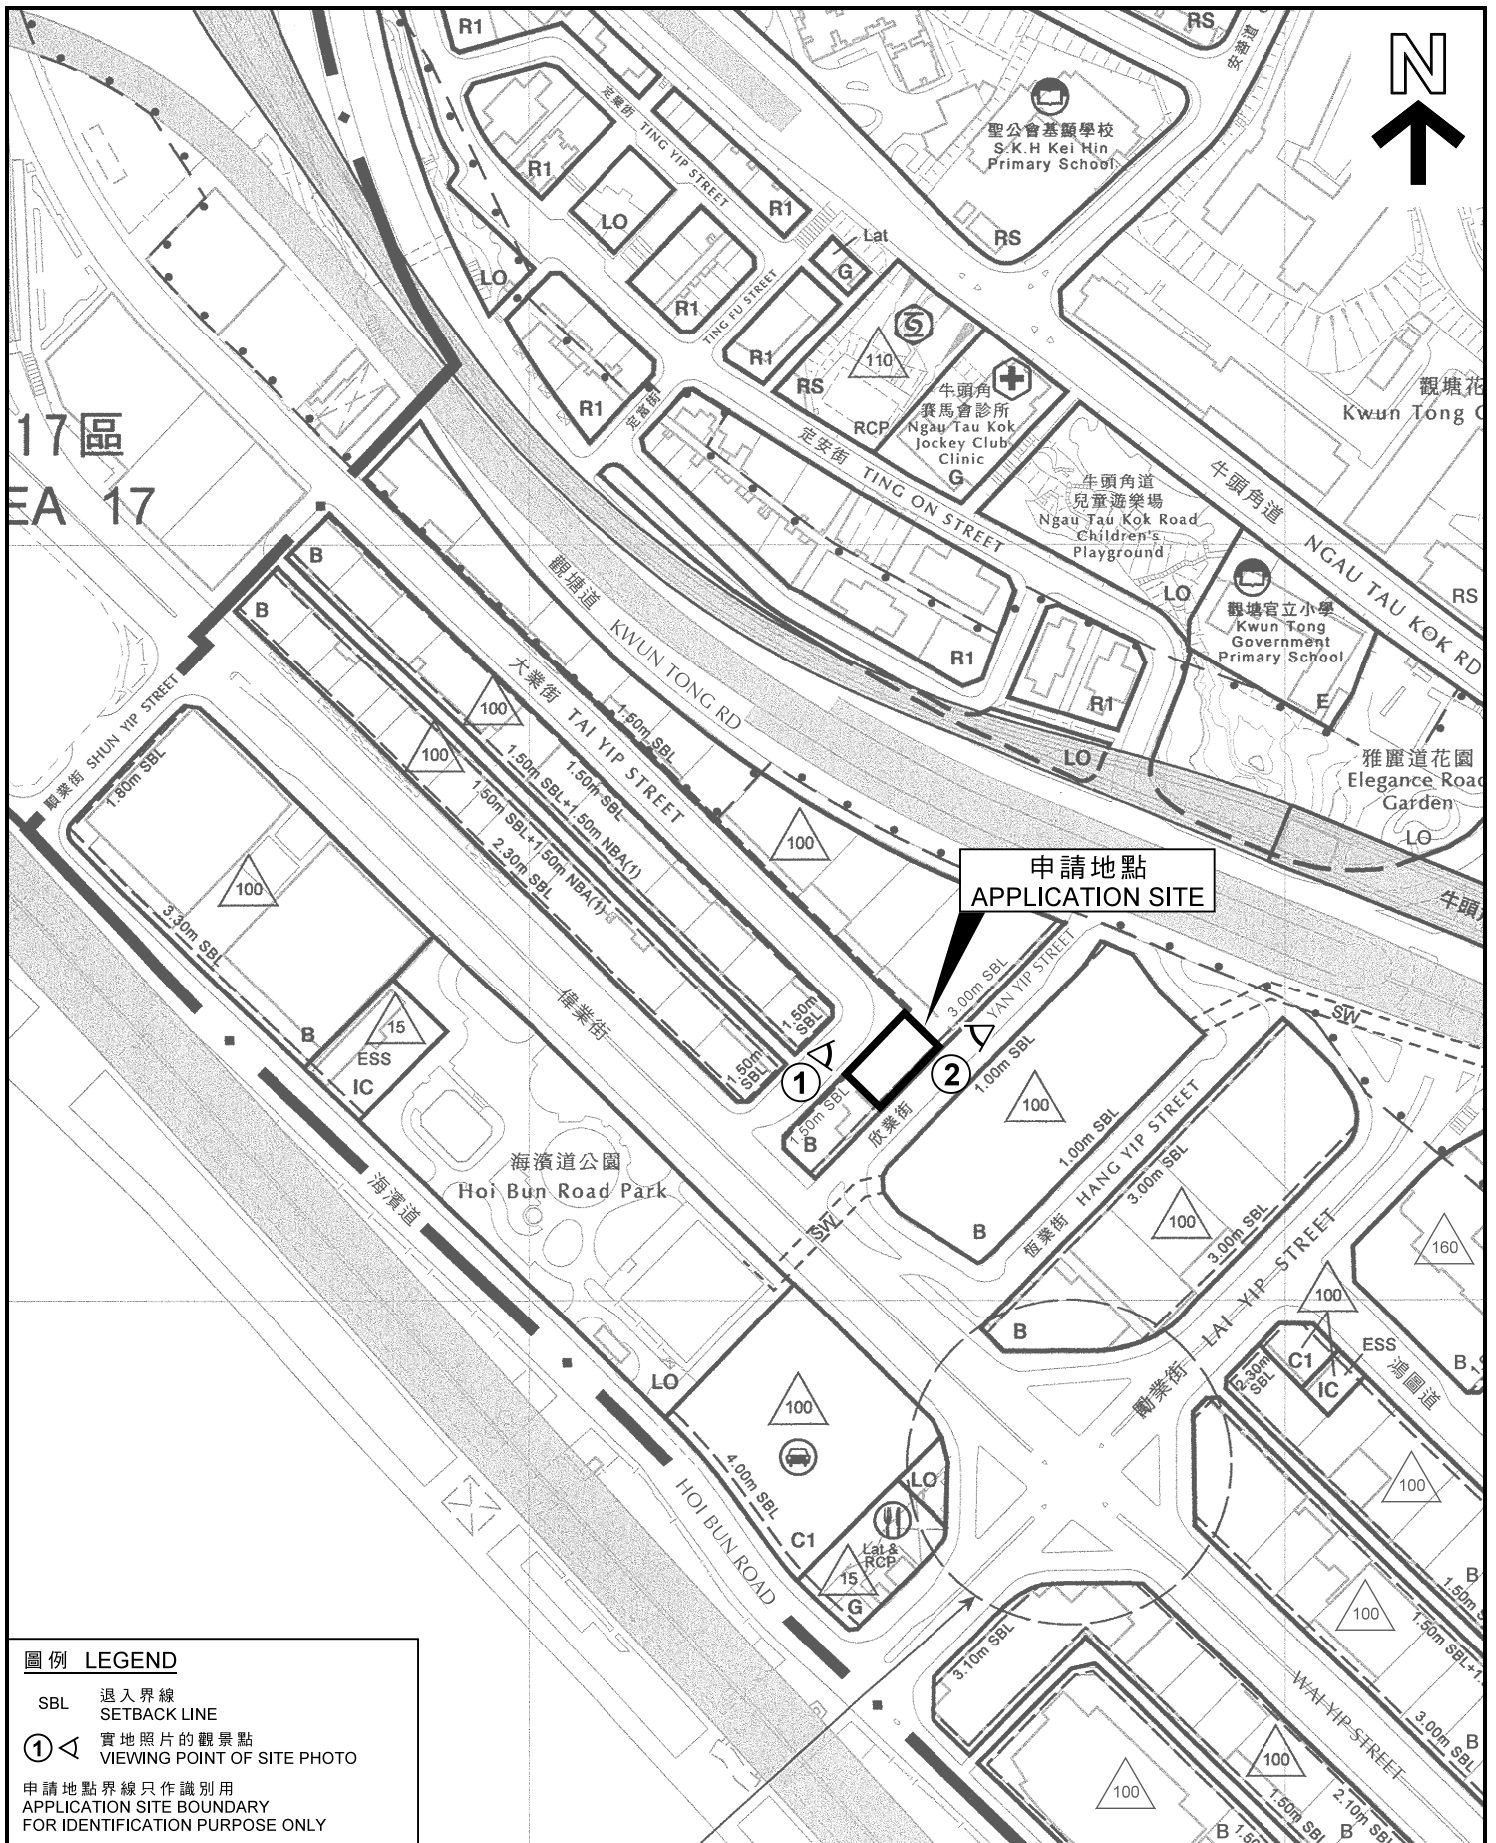 R1
RS
安善道
N
定業街 TING YIP STREET
聖公會基顯學校
S.K.H Kei Hin
Primary School
R1
R1
LO
RS
Lat
G
LO
R1
TING FU STREET
R1
R1
定富街
110
RS
RCP
牛頭角
賽馬會診所
Ngau Tau Kok
Jockey Club
Clinic
G
觀塘花
Kwun Tong G
17區
EA 17
定安街 TING ON STREET
牛頭角道
兒童遊樂場
Ngau Tau Kok Road
Children's
Playground
LO
牛頭角道
NGAU TAU KOK RD
RS
觀塘官立小學
Kwun Tong
Government
Primary School
E
R1
R1
LO
雅麗道花園
Elegance Road
Garden
LO
牛頭角
B
B
觀塘道
KWUN TONG RD
大業街 TAI YIP STREET
1.50m SBL
100
100
1.50m SBL
1.50m SBL+1.50m NBA(1)
1.50m SBL+1.50m NBA(1)
2.30m SBL
順業街 SHUN YIP STREET
1.80m SBL
100
3.30m SBL
100
申請地點
APPLICATION SITE
3.00m SBL
YAN YIP STREET
SW
偉業街
1.50m
SBL
1.50m
SBL
1
2
1.50m SBL
1.50m SBL
B
欣業街
1.00m SBL
100
1.00m SBL
B
恆業街 HANG YIP STREET
3.00m SBL
100
3.00m SBL
B
B
15
ESS
IC
海濱道公園
Hoi Bun Road Park
海濱道
SW
勵業街 LAI YIP STREET
160
100
ESS
C1
IC
2.30m
SBL
鴻圖道
B
LO
100
4.00m SBL
C1
LO
Lat &
RCP
15
G
HOI BUN ROAD
100
B
1.50m S
100
1.50m SBL+1.
3.10m SBL
WAI YIP STREET
3.00m SBL
B
100
100
1.50m SBL
2.10m SBL
B
1.50
B
圖例 LEGEND
SBL 退入界線
SETBACK LINE
1 實地照片的觀景點
VIEWING POINT OF SITE PHOTO
申請地點界線只作識別用
APPLICATION SITE BOUNDARY
FOR IDENTIFICATION PURPOSE ONLY